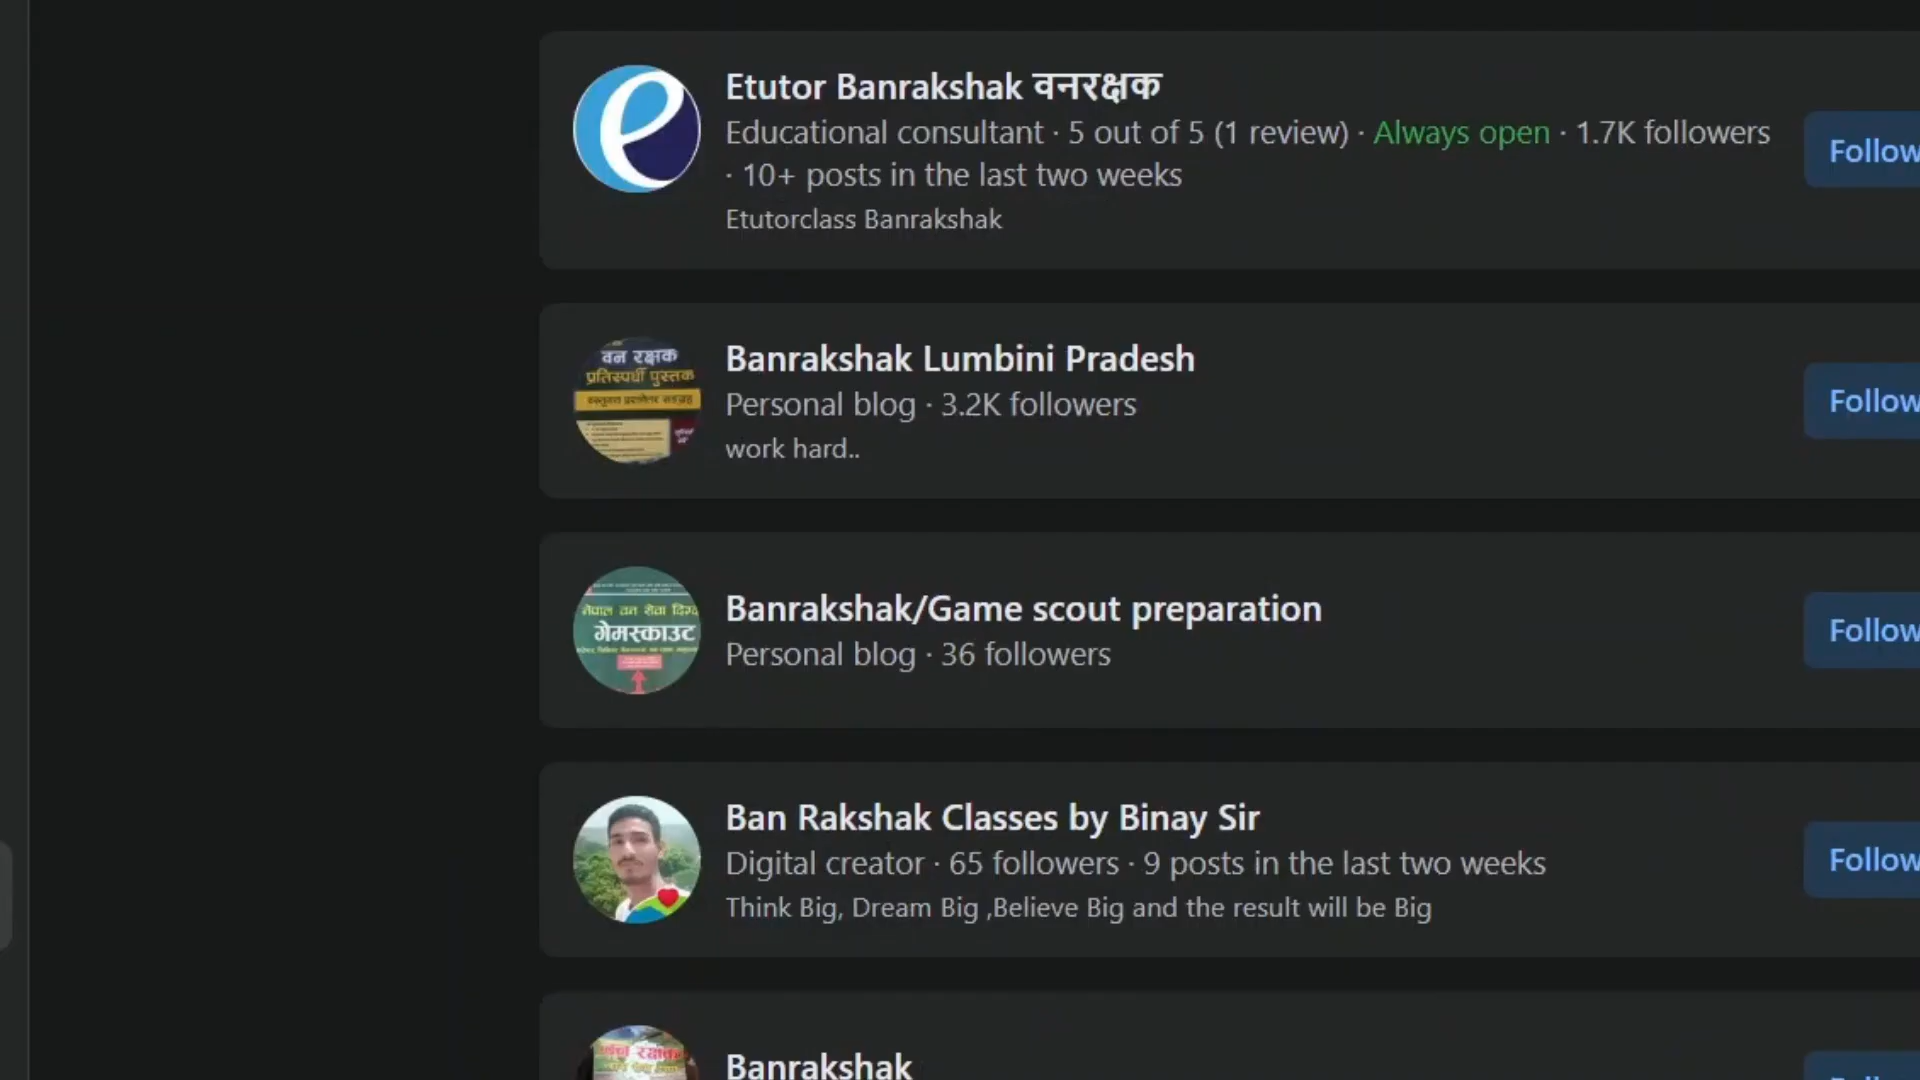 Etutor Banrakshak वनरक्षक
Educational consultant · 5 out of 5 (1 review) · Always open · 1.7K followers
· 10+ posts in the last two weeks
Etutorclass Banrakshak
Follow
वन रक्षक
प्रतिस्पर्धी पुस्तक
Banrakshak Lumbini Pradesh
Personal blog · 3.2K followers
work hard..
Follow
नेपाल वन सेवा
गेमस्काउट
Banrakshak/Game scout preparation
Personal blog · 36 followers
Follow
Ban Rakshak Classes by Binay Sir
Digital creator · 65 followers · 9 posts in the last two weeks
Think Big, Dream Big ,Believe Big and the result will be Big
Follow
Banrakshak